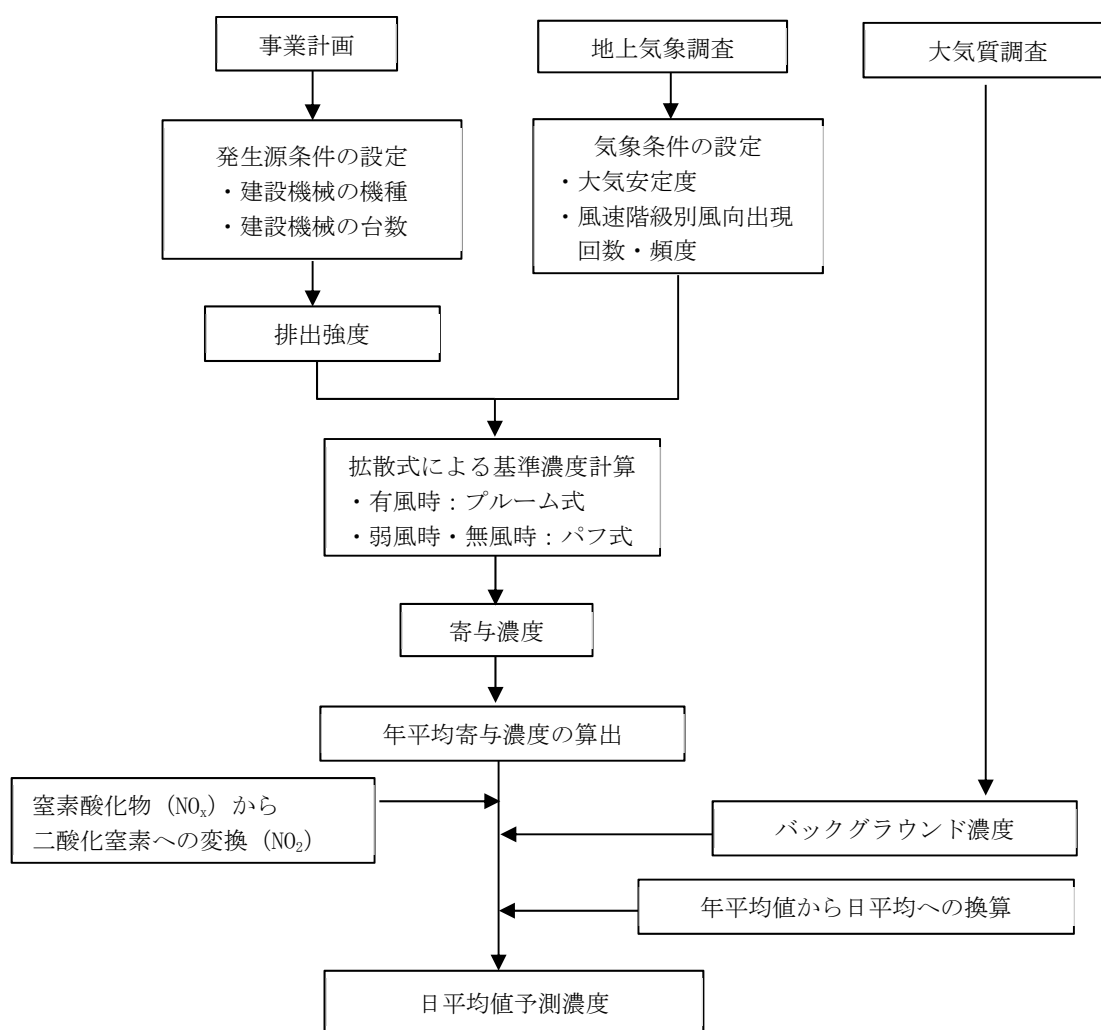 事業計画
地上気象調査
大気質調査
発生源条件の設定
・建設機械の機種
・建設機械の台数
気象条件の設定
・大気安定度
・風速階級別風向出現
回数・頻度
排出強度
拡散式による基準濃度計算
・有風時：プルーム式
・弱風時・無風時：パフ式
寄与濃度
年平均寄与濃度の算出
窒素酸化物（NOx）から
二酸化窒素への変換（NO2）
バックグラウンド濃度
年平均値から日平均への換算
日平均値予測濃度